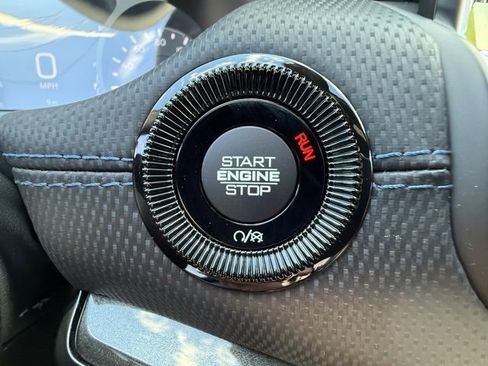 0
MPH
RUN
START
ENGINE
STOP